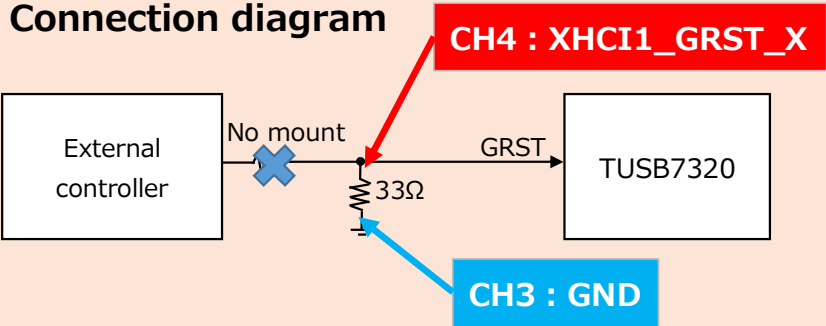 Connection diagram
CH4 : XHCI1_GRST_X
External
controller
No mount
GRST
TUSB7320
33Ω
CH3 : GND